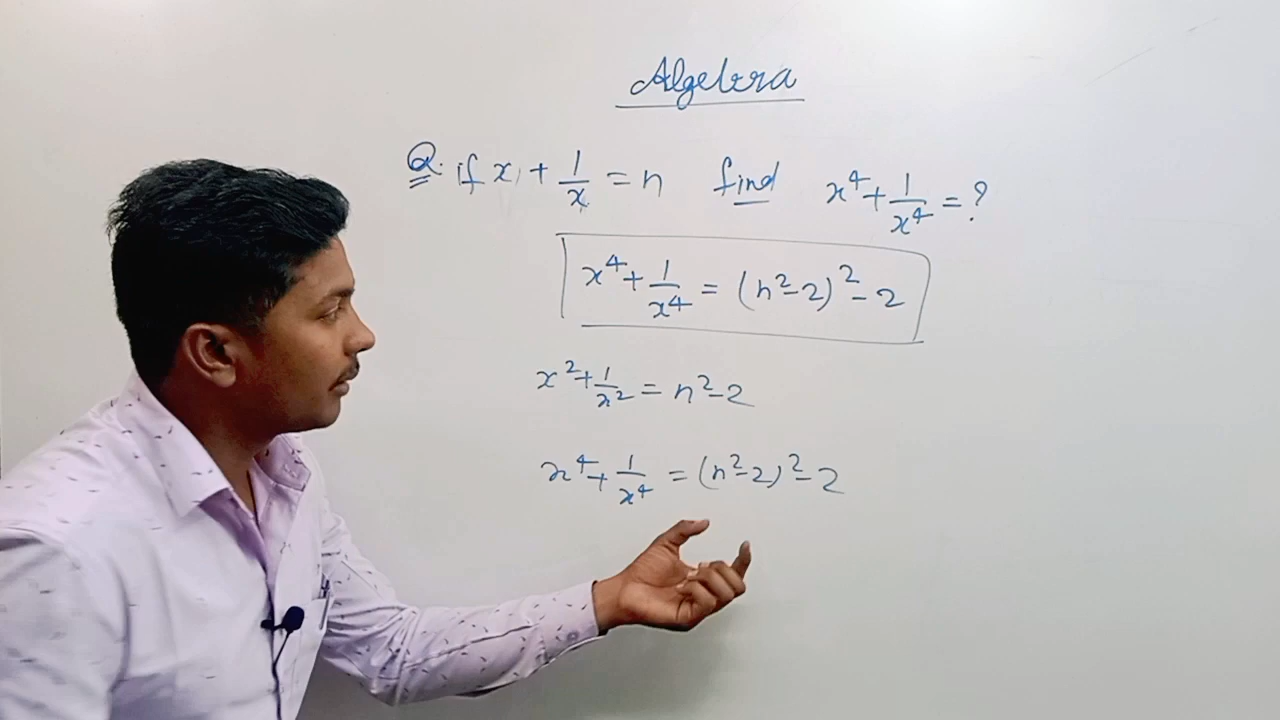 Algebra
Q. if x + 1/x = n find x⁴ + 1/x⁴ = ?
x⁴ + 1/x⁴ = (n² - 2)² - 2
x² + 1/x² = n² - 2
x⁴ + 1/x⁴ = (n² - 2)² - 2